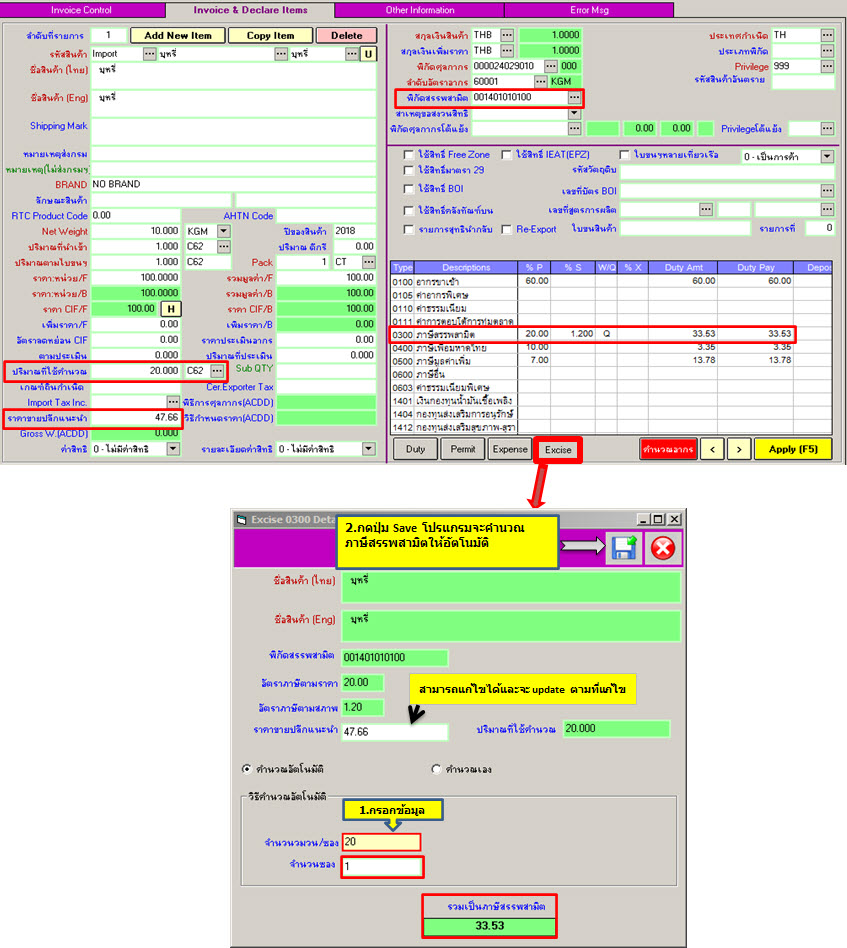 Invoice Control
Invoice & Declare Items
Other Information
Error Msg
ลำดับที่รายการ 1 Add New Item Copy Item Delete
รหัสสินค้า Import ... บุหรี่ ... บุหรี่ ... U
ชื่อสินค้า (ไทย) บุหรี่
ชื่อสินค้า (Eng) บุหรี่
Shipping Mark
หมายเหตุส่งกรม
หมายเหตุ(ไม่ส่งกรมฯ
BRAND NO BRAND
ลักษณะสินค้า
RTC Product Code 0.00 AHTN Code
Net Weight 10.000 KGM ปีของสินค้า 2018
ปริมาณที่นำเข้า 1.000 C62 ... ปริมาณ ดีกรี 0.00
ปริมาณตามใบขนฯ 1.000 C62 Pack 1 CT ...
ราคา:หน่วย/F 100.0000 รวมมูลค่า/F 100.00
ราคา:หน่วย/B 100.0000 รวมมูลค่า/B 100.00
ราคา CIF/F 100.00 H ราคา CIF/B 100.00
เพิ่มราคา/F 0.00 เพิ่มราคา/B 0.00
อัตราลดหย่อน CIF 0.00 ราคาประเมินอากร 0.00
ตามประเมิน 0.000 ปริมาณที่ประเมิน 0.000
ปริมาณที่ใช้คำนวณ 20.000 C62 ... Sub QTY
เกณฑ์ถิ่นกำเนิด Cer.Exporter Tax
Import Tax Inc. ... พิธีการศุลกากร(ACDD)
ราคาขายปลีกแนะนำ 47.66 วิธีกำหนดราคา(ACDD)
Gross W.(ACDD) 0.000
ค่าสิทธิ 0 - ไม่มีค่าสิทธิ รายละเอียดค่าสิทธิ 0 - ไม่มีค่าสิทธิ
สกุลเงินสินค้า THB ... 1.0000 ประเทศกำเนิด TH ...
สกุลเงินเพิ่มราคา THB ... 1.0000 ประเภทพิกัด ...
พิกัดศุลกากร 000024029010 ... 000 Privilege 999 ...
ลำดับอัตราอากร 60001 ... KGM รหัสสินค้าอันตราย
พิกัดสรรพสามิต 001401010100 ...
สาเหตุขอสงวนสิทธิ์
พิกัดศุลกากรโต้แย้ง ... 0.00 0.00 Privilegeโต้แย้ง ...
ใช้สิทธิ์ Free Zone ใช้สิทธิ์ IEAT(EPZ) ใบขนฯหลายเที่ยวเรือ 0 - เป็นการค้า
ใช้สิทธิ์มาตรา 29 รหัสวัตถุดิบ
ใช้สิทธิ์ BOI เลขที่บัตร BOI ...
ใช้สิทธิ์คลังทัณฑ์บน เลขที่สูตรการผลิต ... ...
รายการสุทธินำกลับ Re-Export ใบขนสินค้า รายการที่ 0
Type Descriptions % P % S W/Q % X Duty Amt Duty Pay Depo
0100 อากรขาเข้า 60.00 60.00 60.00
0105 ค่าอากรพิเศษ
0110 ค่าธรรมเนียม
0111 ค่าการตอบโต้การทุ่มตลาด
0300 ภาษีสรรพสามิต 20.00 1.200 Q 33.53 33.53
0400 ภาษีเพื่อมหาดไทย 10.00 3.35 3.35
0500 ภาษีมูลค่าเพิ่ม 7.00 13.78 13.78
0600 ภาษีอื่น
0603 ค่าธรรมเนียมพิเศษ
1401 เงินกองทุนน้ำมันเชื้อเพลิง
1404 กองทุนส่งเสริมการอนุรักษ์
1412 กองทุนส่งเสริมสุขภาพ-สุรา
Duty Permit Expense Excise คำนวณอากร < > Apply (F5)
Excise 0300 Deta
2.กดปุ่ม Save โปรแกรมจะคำนวณ
ภาษีสรรพสามิตให้อัตโนมัติ
ชื่อสินค้า (ไทย) บุหรี่
ชื่อสินค้า (Eng) บุหรี่
พิกัดสรรพสามิต 001401010100
อัตราภาษีตามราคา 20.00
สามารถแก้ไขได้และจะ update ตามที่แก้ไข
อัตราภาษีตามสภาพ 1.20
ราคาขายปลีกแนะนำ 47.66 ปริมาณที่ใช้คำนวณ 20.000
คำนวณอัตโนมัติ คำนวณเอง
วิธีคำนวณอัตโนมัติ
1.กรอกข้อมูล
จำนวนมวน/ซอง 20
จำนวนซอง 1
รวมเป็นภาษีสรรพสามิต
33.53